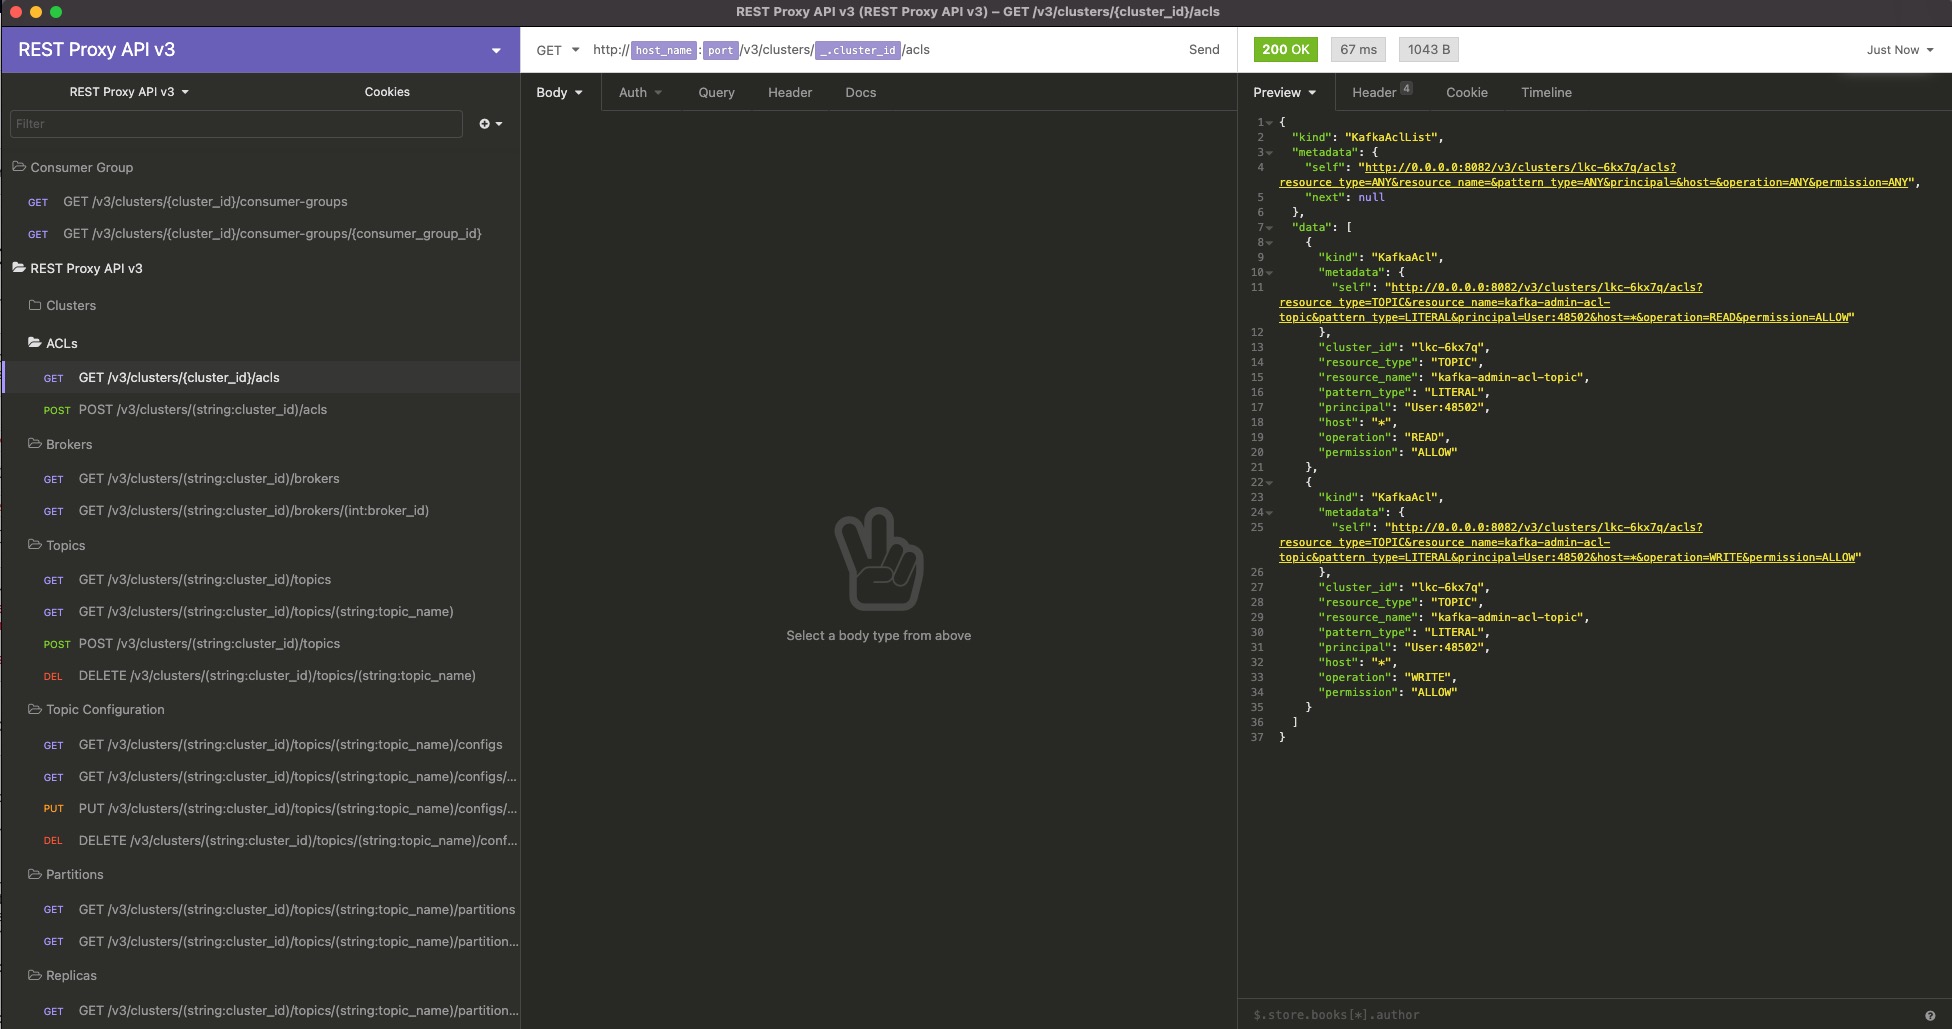 REST Proxy API v3 (REST Proxy API v3) – GET /v3/clusters/{cluster_id}/acls
REST Proxy API v3
REST Proxy API v3
Cookies
Filter
Consumer Group
GET GET /v3/clusters/{cluster_id}/consumer-groups
GET GET /v3/clusters/{cluster_id}/consumer-groups/{consumer_group_id}
REST Proxy API v3
Clusters
ACLs
GET GET /v3/clusters/{cluster_id}/acls
POST POST /v3/clusters/(string:cluster_id)/acls
Brokers
GET GET /v3/clusters/(string:cluster_id)/brokers
GET GET /v3/clusters/(string:cluster_id)/brokers/(int:broker_id)
Topics
GET GET /v3/clusters/(string:cluster_id)/topics
GET GET /v3/clusters/(string:cluster_id)/topics/(string:topic_name)
POST POST /v3/clusters/(string:cluster_id)/topics
DEL DELETE /v3/clusters/(string:cluster_id)/topics/(string:topic_name)
Topic Configuration
GET GET /v3/clusters/(string:cluster_id)/topics/(string:topic_name)/configs
GET GET /v3/clusters/(string:cluster_id)/topics/(string:topic_name)/configs/...
PUT PUT /v3/clusters/(string:cluster_id)/topics/(string:topic_name)/configs/...
DEL DELETE /v3/clusters/(string:cluster_id)/topics/(string:topic_name)/conf...
Partitions
GET GET /v3/clusters/(string:cluster_id)/topics/(string:topic_name)/partitions
GET GET /v3/clusters/(string:cluster_id)/topics/(string:topic_name)/partition...
Replicas
GET GET /v3/clusters/(string:cluster_id)/topics/(string:topic_name)/partition...
GET http://host_name:port/v3/clusters/_.cluster_id/acls Send
Body Auth Query Header Docs
Select a body type from above
200 OK 67 ms 1043 B Just Now
Preview Header 4 Cookie Timeline
1 {
2 "kind": "KafkaAclList",
3 "metadata": {
4 "self": "http://0.0.0.0:8082/v3/clusters/lkc-6kx7q/acls?
resource_type=ANY&resource_name=&pattern_type=ANY&principal=&host=&operation=ANY&permission=ANY",
5 "next": null
6 },
7 "data": [
8 {
9 "kind": "KafkaAcl",
10 "metadata": {
11 "self": "http://0.0.0.0:8082/v3/clusters/lkc-6kx7q/acls?
resource_type=TOPIC&resource_name=kafka-admin-acl-
topic&pattern_type=LITERAL&principal=User:48502&host=*&operation=READ&permission=ALLOW"
12 },
13 "cluster_id": "lkc-6kx7q",
14 "resource_type": "TOPIC",
15 "resource_name": "kafka-admin-acl-topic",
16 "pattern_type": "LITERAL",
17 "principal": "User:48502",
18 "host": "*",
19 "operation": "READ",
20 "permission": "ALLOW"
21 },
22 {
23 "kind": "KafkaAcl",
24 "metadata": {
25 "self": "http://0.0.0.0:8082/v3/clusters/lkc-6kx7q/acls?
resource_type=TOPIC&resource_name=kafka-admin-acl-
topic&pattern_type=LITERAL&principal=User:48502&host=*&operation=WRITE&permission=ALLOW"
26 },
27 "cluster_id": "lkc-6kx7q",
28 "resource_type": "TOPIC",
29 "resource_name": "kafka-admin-acl-topic",
30 "pattern_type": "LITERAL",
31 "principal": "User:48502",
32 "host": "*",
33 "operation": "WRITE",
34 "permission": "ALLOW"
35 }
36 ]
37 }
$.store.books[*].author